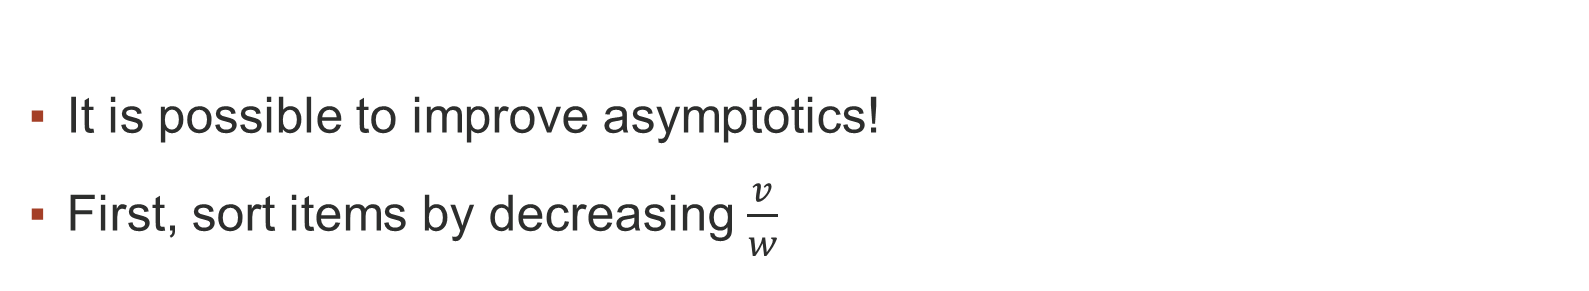 ▪ It is possible to improve asymptotics!
▪ First, sort items by decreasing v/w